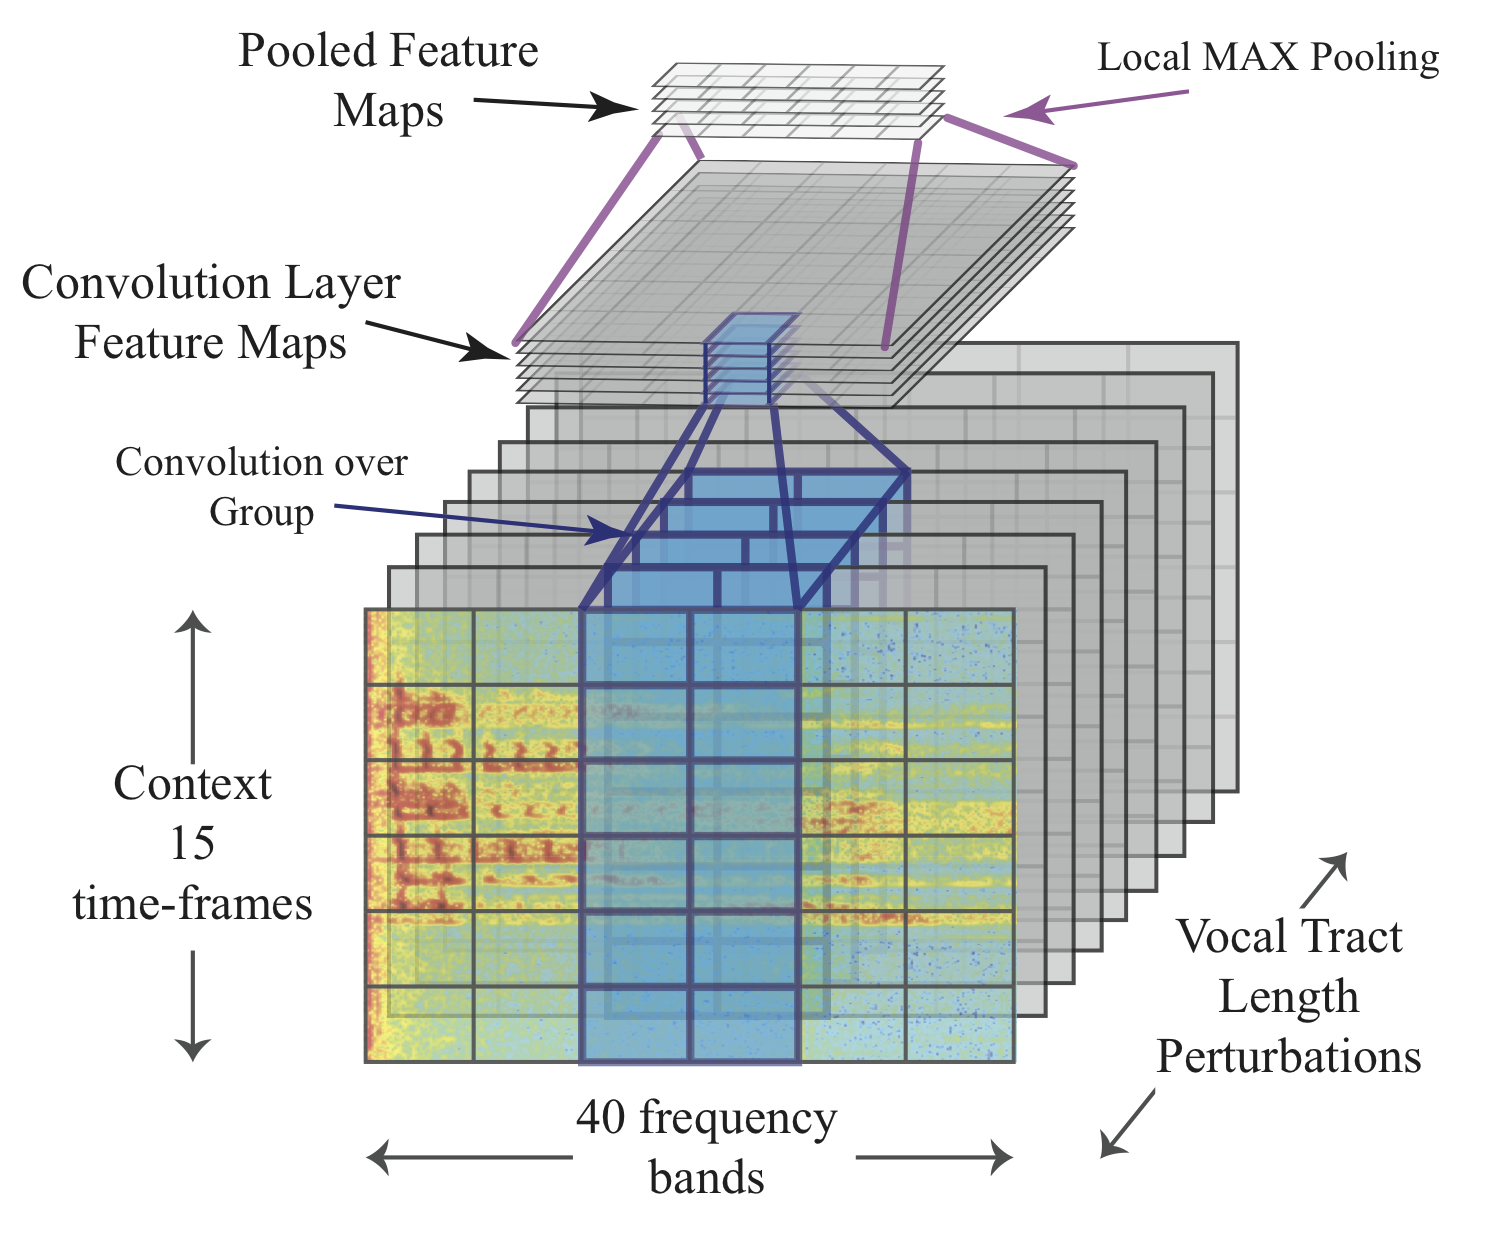 Pooled Feature
Maps
Local MAX Pooling
Convolution Layer
Feature Maps
Convolution over
Group
Context
15
time-frames
Vocal Tract
Length
Perturbations
40 frequency
bands